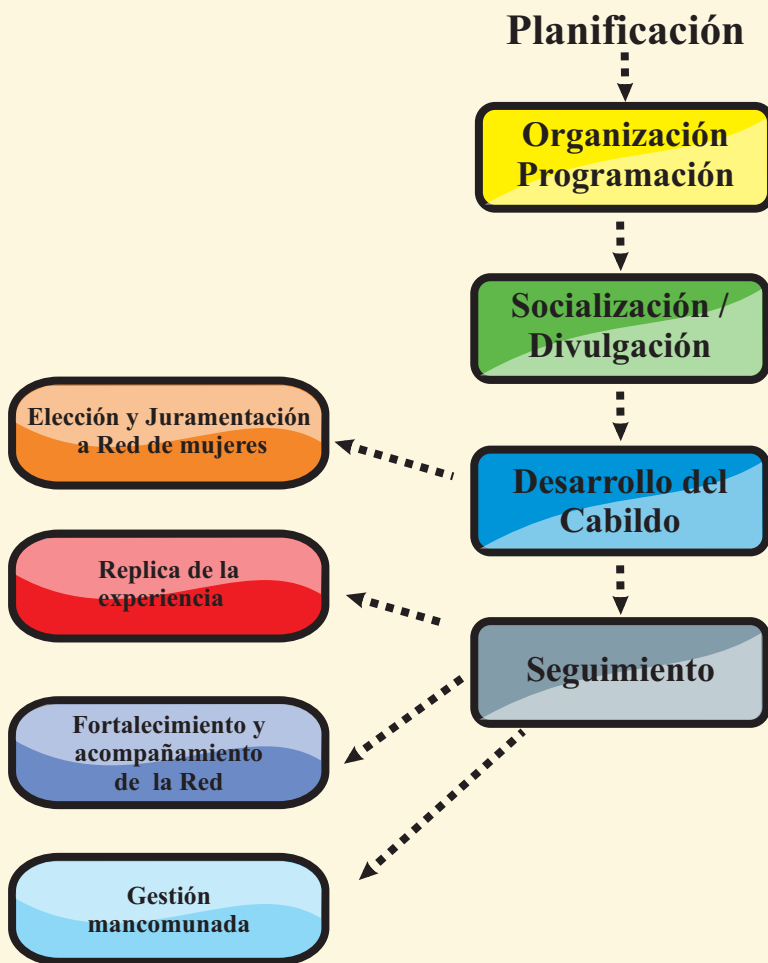 Planificación
Organización
Programación
Socialización /
Divulgación
Elección y Juramentación
a Red de mujeres
Desarrollo del
Cabildo
Replica de la
experiencia
Seguimiento
Fortalecimiento y
acompañamiento
de la Red
Gestión
mancomunada